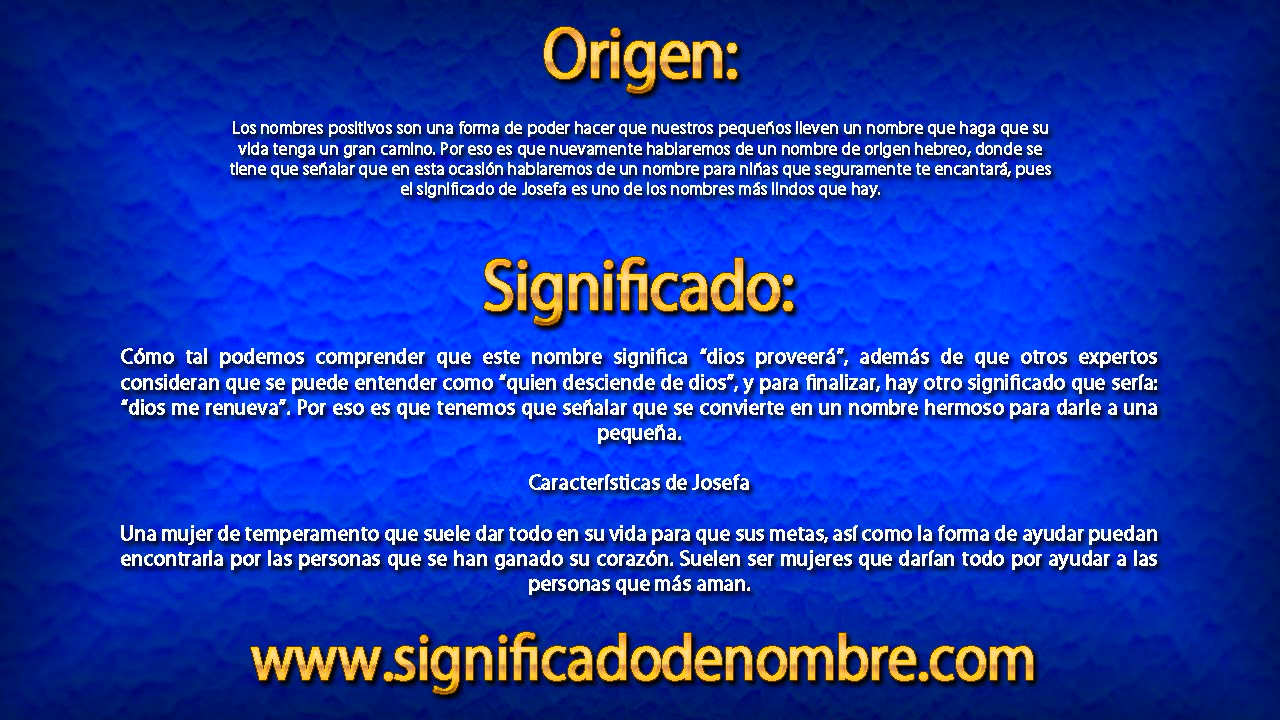 Origen:
Los nombres positivos son una forma de poder hacer que nuestros pequeños lleven un nombre que haga que su
vida tenga un gran camino. Por eso es que nuevamente hablaremos de un nombre de origen hebreo, donde se
tiene que señalar que en esta ocasión hablaremos de un nombre para niñas que seguramente te encantará, pues
el significado de Josefa es uno de los nombres más lindos que hay.
Significado:
Cómo tal podemos comprender que este nombre significa “dios proveerá”, además de que otros expertos
consideran que se puede entender como “quien desciende de dios”, y para finalizar, hay otro significado que sería:
“dios me renueva”. Por eso es que tenemos que señalar que se convierte en un nombre hermoso para darle a una
pequeña.
Características de Josefa
Una mujer de temperamento que suele dar todo en su vida para que sus metas, así como la forma de ayudar puedan
encontrarla por las personas que se han ganado su corazón. Suelen ser mujeres que darían todo por ayudar a las
personas que más aman.
www.significadodenombre.com